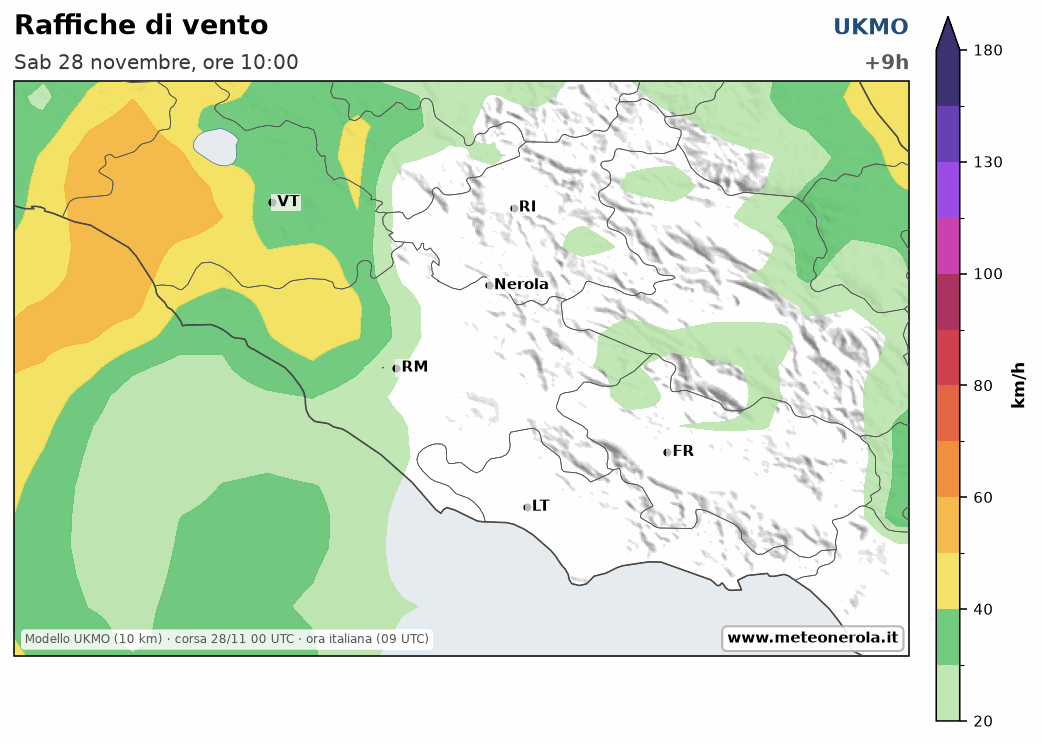 Raffiche di vento
UKMO
Sab 28 novembre, ore 10:00
+9h
180
130
100
80
60
40
20
km/h
VT
RI
Nerola
RM
FR
LT
Modello UKMO (10 km) · corsa 28/11 00 UTC · ora italiana (09 UTC)
www.meteonerola.it